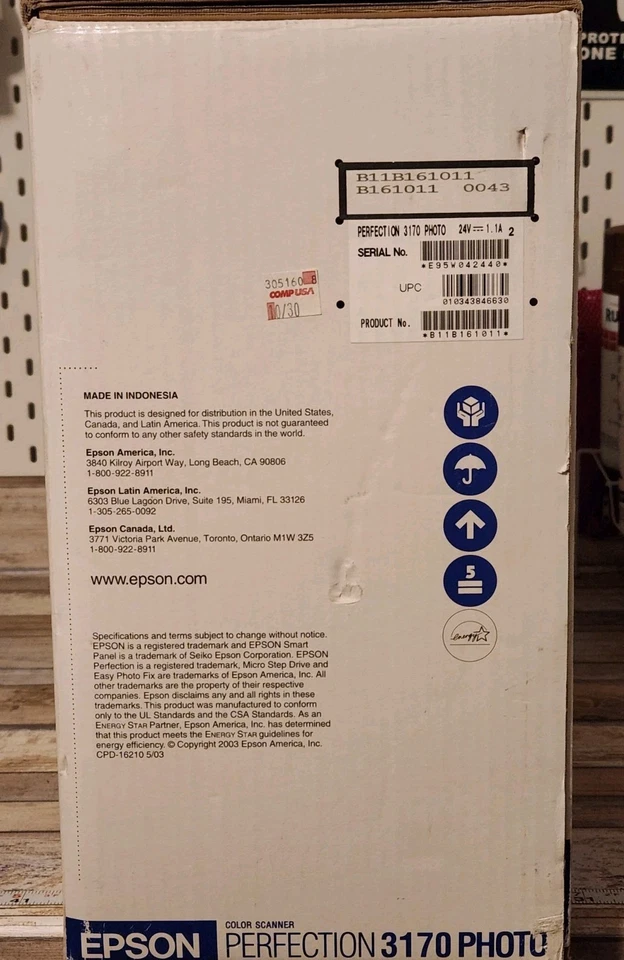 PROT
ONE
B11B161011
B161011 0043
PERFECTION 3170 PHOTO 24V⎓1.1A 2
SERIAL No.
*E95W042440*
UPC
010343846630
PRODUCT No.
*B11B161011*
305160 8
COMPUSA
10/30
MADE IN INDONESIA
This product is designed for distribution in the United States,
Canada, and Latin America. This product is not guaranteed
to conform to any other safety standards in the world.
Epson America, Inc.
3840 Kilroy Airport Way, Long Beach, CA 90806
1-800-922-8911
Epson Latin America, Inc.
6303 Blue Lagoon Drive, Suite 195, Miami, FL 33126
1-305-265-0092
Epson Canada, Ltd.
3771 Victoria Park Avenue, Toronto, Ontario M1W 3Z5
1-800-922-8911
www.epson.com
5
energy
Specifications and terms subject to change without notice.
EPSON is a registered trademark and EPSON Smart
Panel is a trademark of Seiko Epson Corporation. EPSON
Perfection is a registered trademark, Micro Step Drive and
Easy Photo Fix are trademarks of Epson America, Inc. All
other trademarks are the property of their respective
companies. Epson disclaims any and all rights in these
trademarks. This product was manufactured to conform
only to the UL Standards and the CSA Standards. As an
ENERGY STAR Partner, Epson America, Inc. has determined
that this product meets the ENERGY STAR guidelines for
energy efficiency. © Copyright 2003 Epson America, Inc.
CPD-16210 5/03
EPSON
COLOR SCANNER
PERFECTION 3170 PHOTO